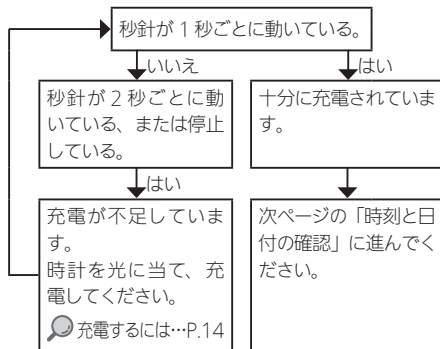 秒針が 1 秒ごとに動いている。
いいえ
はい
秒針が 2 秒ごとに動
いている、または停止
している。
十分に充電されていま
す。
はい
充電が不足していま
す。
時計を光に当て、充
電してください。
充電するには…P.14
次ページの「時刻と日
付の確認」に進んでく
ださい。